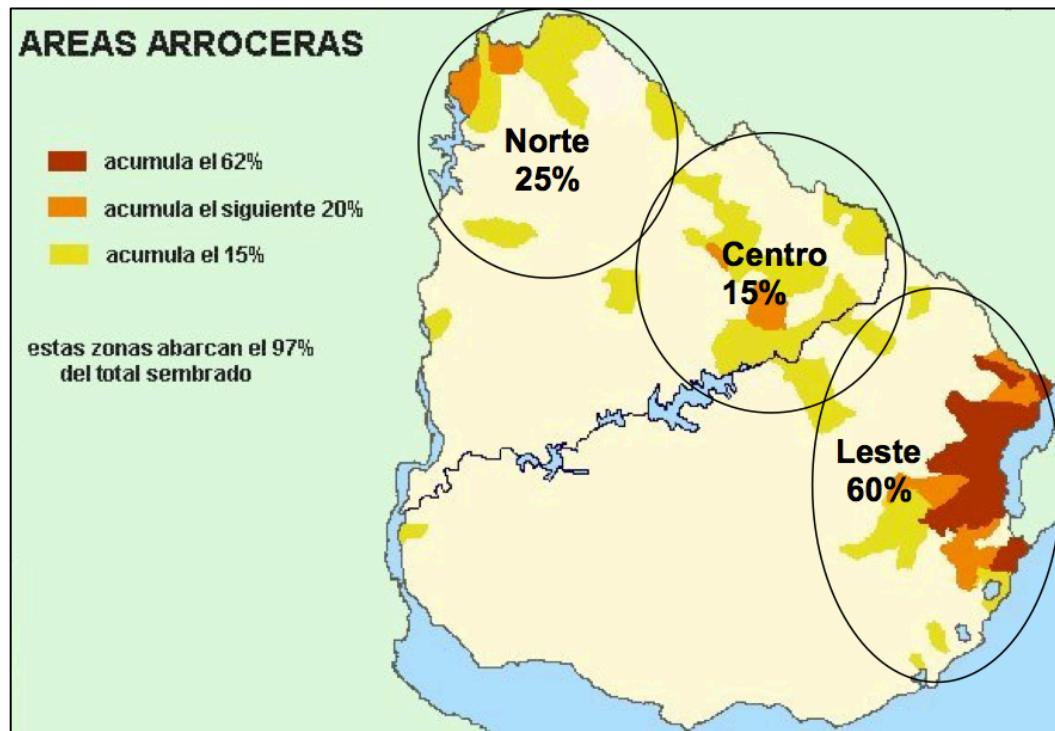 AREAS ARROCERAS
acumula el 62%
acumula el siguiente 20%
acumula el 15%
estas zonas abarcan el 97%
del total sembrado
Norte
25%
Centro
15%
Leste
60%